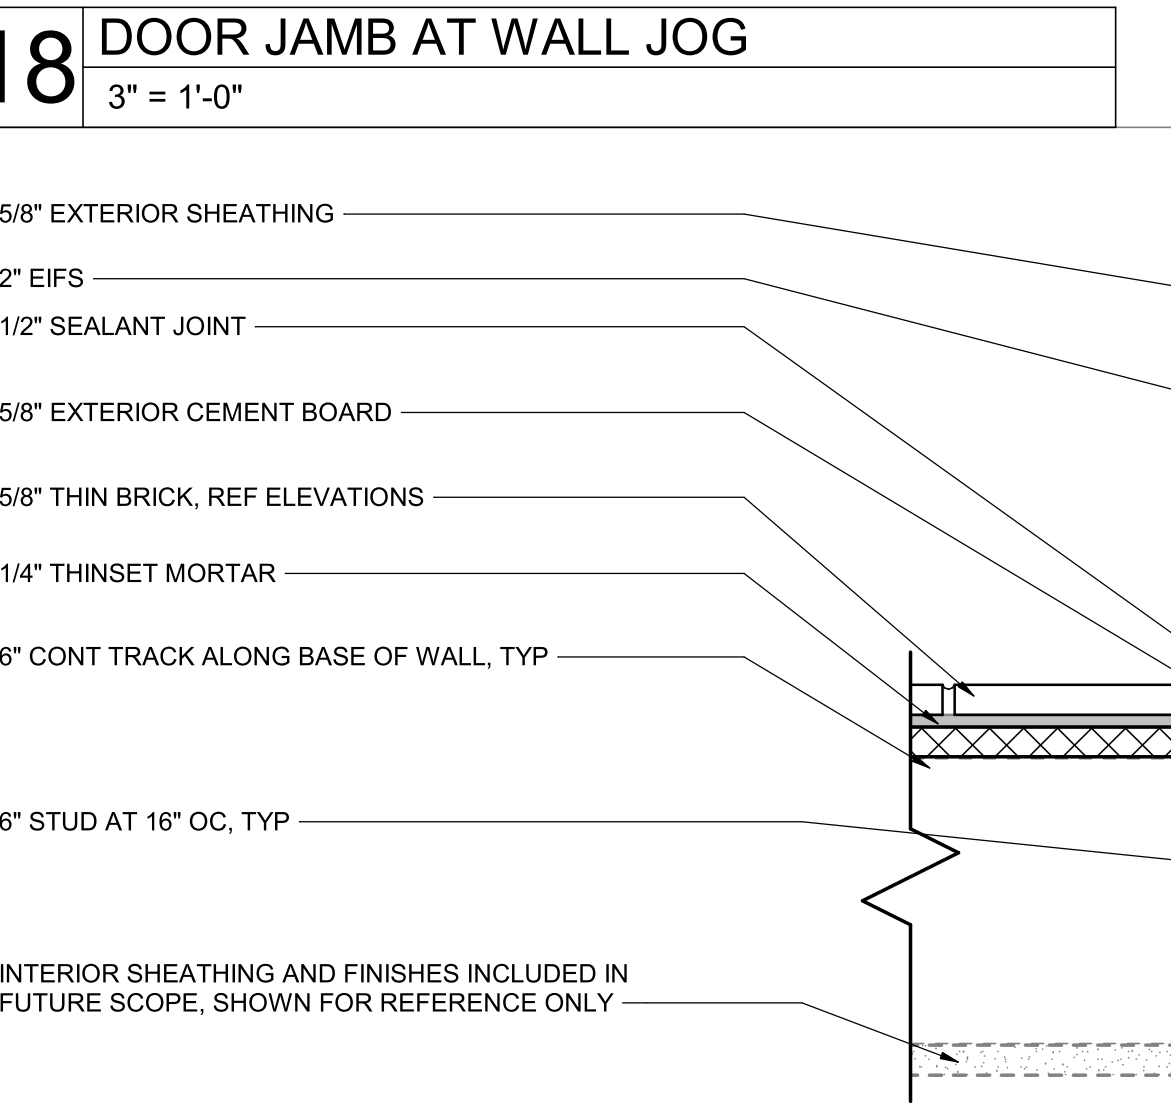 18
DOOR JAMB AT WALL JOG
3" = 1'-0"
5/8" EXTERIOR SHEATHING
2" EIFS
1/2" SEALANT JOINT
5/8" EXTERIOR CEMENT BOARD
5/8" THIN BRICK, REF ELEVATIONS
1/4" THINSET MORTAR
6" CONT TRACK ALONG BASE OF WALL, TYP
6" STUD AT 16" OC, TYP
INTERIOR SHEATHING AND FINISHES INCLUDED IN
FUTURE SCOPE, SHOWN FOR REFERENCE ONLY